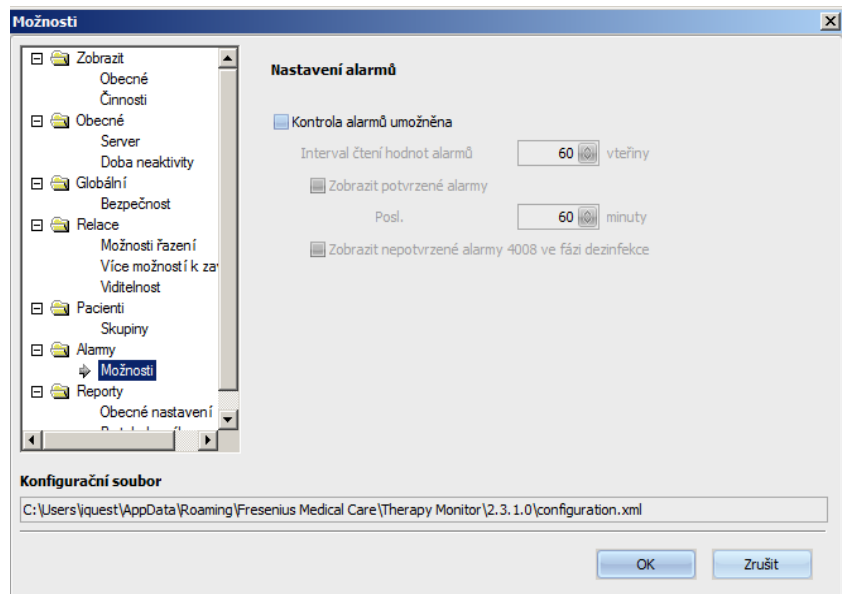 Možnosti
Zobrazit
Obecné
Činnosti
Obecné
Server
Doba neaktivity
Globální
Bezpečnost
Relace
Možnosti řazení
Více možností k za
Viditelnost
Pacienti
Skupiny
Alarmy
Možnosti
Reporty
Obecné nastavení
Nastavení alarmů
Kontrola alarmů umožněna
Interval čtení hodnot alarmů 60 vteřiny
Zobrazit potvrzené alarmy
Posl. 60 minuty
Zobrazit nepotvrzené alarmy 4008 ve fázi dezinfekce
Konfigurační soubor
C:\Users\iquest\AppData\Roaming\Fresenius Medical Care\Therapy Monitor\2.3.1.0\configuration.xml
OK Zrušit